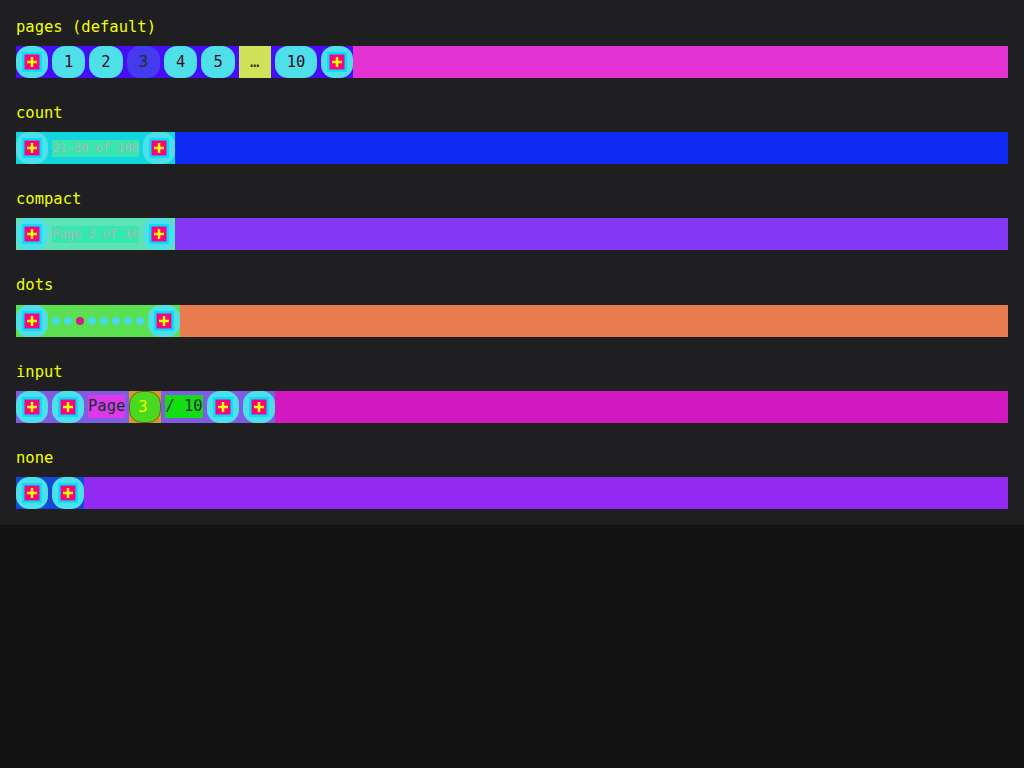 pages (default)
1 2 3 4 5 … 10
count
21–30 of 100
compact
Page 3 of 10
dots
input
Page 3 / 10
none